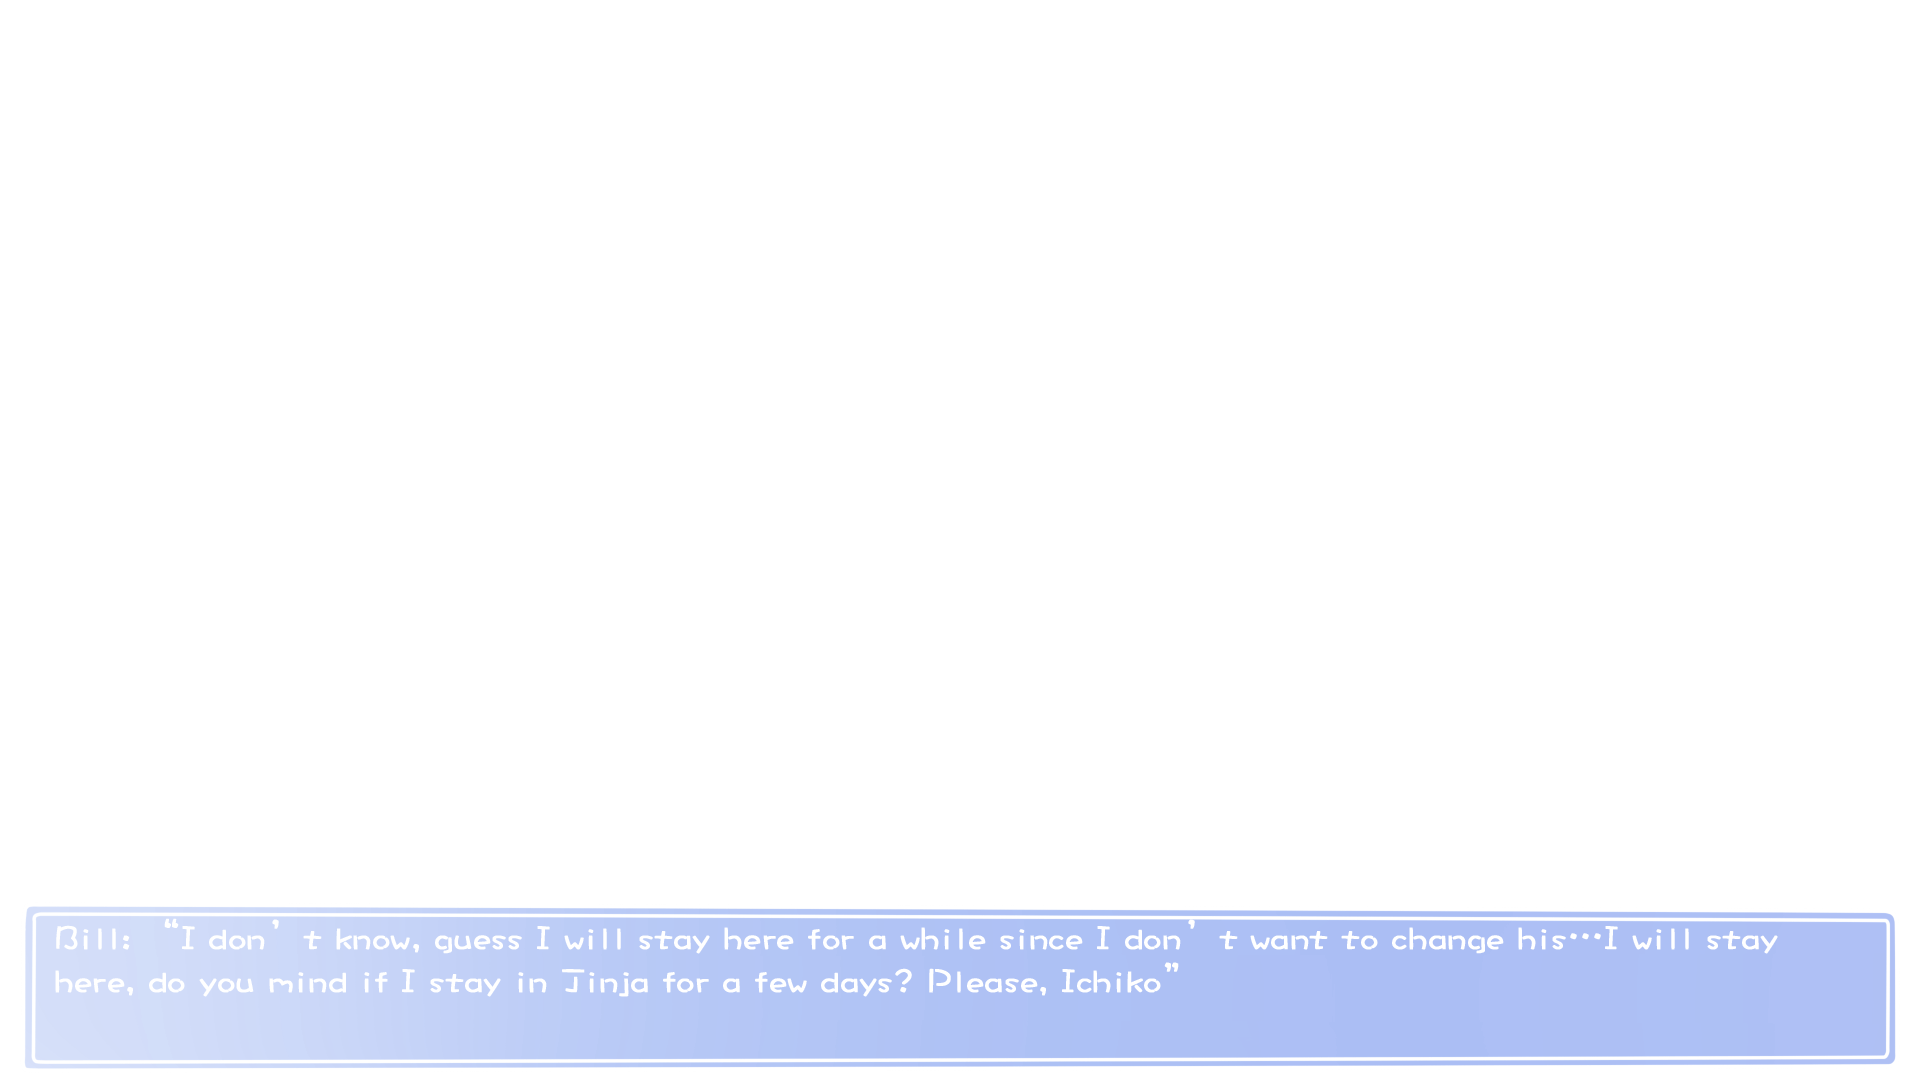 Bill: “I don’t know, guess I will stay here for a while since I don’t want to change his…I will stay
here, do you mind if I stay in Jinja for a few days? Please, Ichiko”